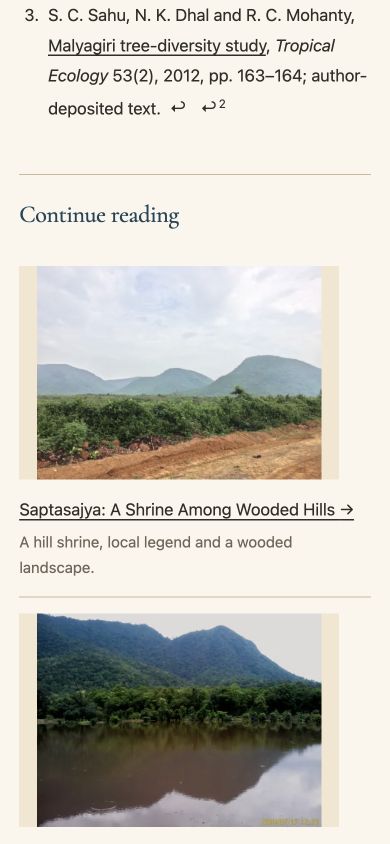 3. S. C. Sahu, N. K. Dhal and R. C. Mohanty,
Malyagiri tree-diversity study, Tropical
Ecology 53(2), 2012, pp. 163–164; author-
deposited text. ↩ ↩2
Continue reading
Saptasajya: A Shrine Among Wooded Hills →
A hill shrine, local legend and a wooded
landscape.